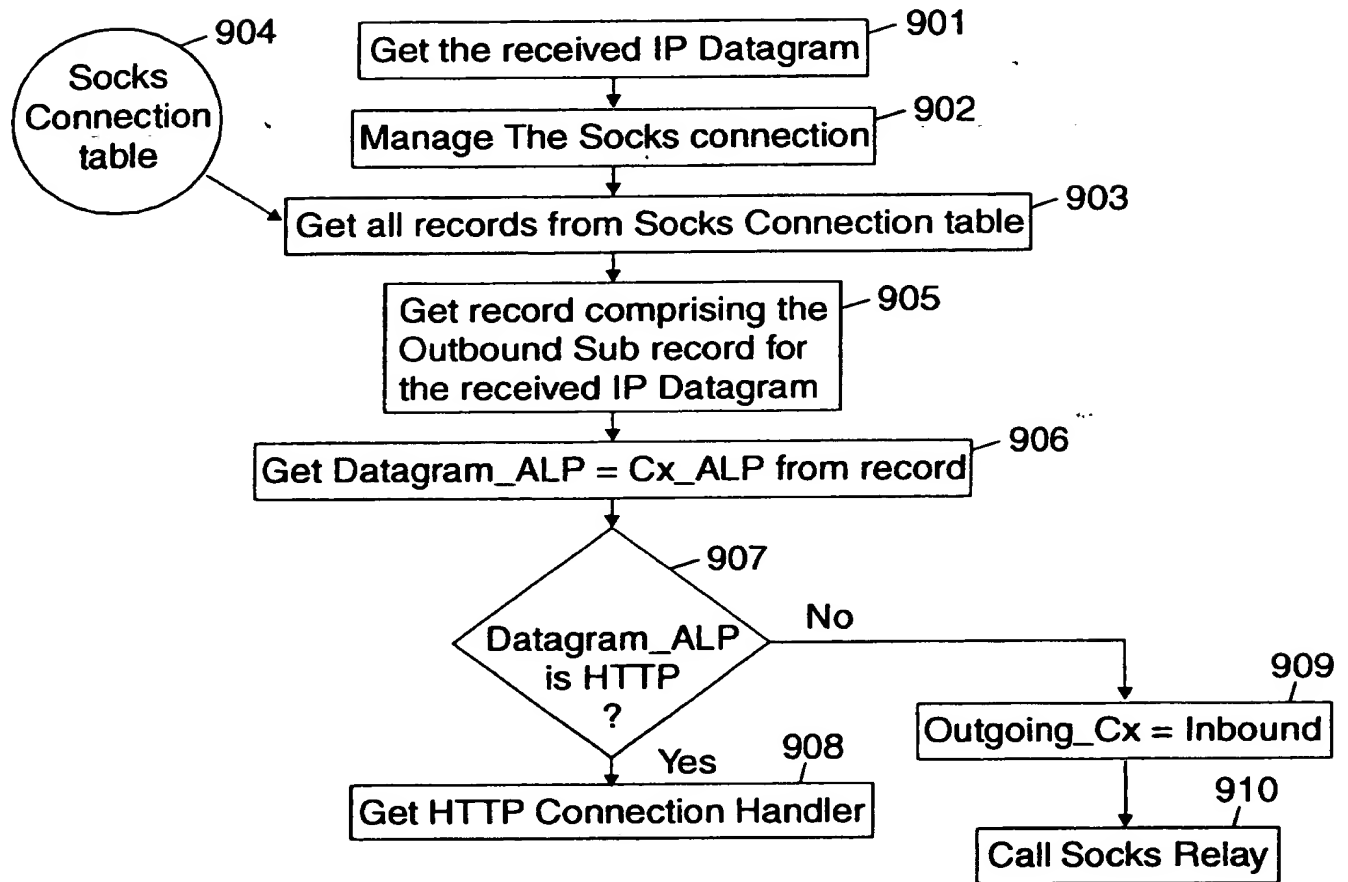 904
Socks
Connection
table
901
Get the received IP Datagram
902
Manage The Socks connection
903
Get all records from Socks Connection table
905
Get record comprising the
Outbound Sub record for
the received IP Datagram
906
Get Datagram_ALP = Cx_ALP from record
907
Datagram_ALP
is HTTP
?
No
Yes
908
Get HTTP Connection Handler
909
Outgoing_Cx = Inbound
910
Call Socks Relay